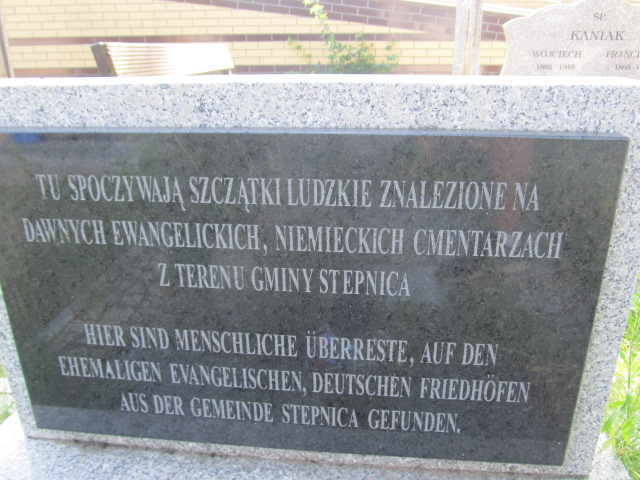 SP.
KANIAK
WOJCIECH
TU SPOCZYWAJĄ SZCZĄTKI LUDZKIE ZNALEZIONE NA
DAWNYCH EWANGELICKICH, NIEMIECKICH CMENTARZACH
Z TERENU GMINY STEPNICA
HIER SIND MENSCHLICHE ÜBERRESTE, AUF DEN
EHEMALIGEN EVANGELISCHEN, DEUTSCHEN FRIEDHÖFEN
AUS DER GEMEINDE STEPNICA GEFUNDEN.